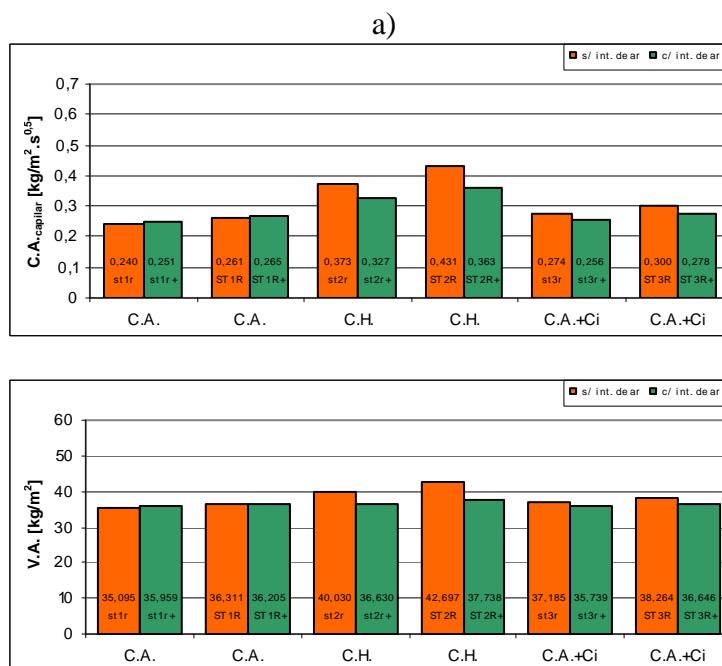 a)
s/ int. de ar c/ int. de ar
0,7
0,6
0,5
0,4
0,3
0,2
0,1
0
C.A.capilar [kg/m².s⁰,⁵]
0,240 0,251 0,261 0,265 0,373 0,327 0,431 0,363 0,274 0,256 0,300 0,278
st1r st1r+ ST1R ST1R+ st2r st2r+ ST2R ST2R+ st3r st3r+ ST3R ST3R+
C.A. C.A. C.H. C.H. C.A.+Ci C.A.+Ci
s/ int. de ar c/ int. de ar
60
50
40
30
20
10
0
V.A. [kg/m²]
35,095 35,959 36,311 36,205 40,030 36,630 42,697 37,738 37,185 35,739 38,264 36,646
st1r st1r+ ST1R ST1R+ st2r st2r+ ST2R ST2R+ st3r st3r+ ST3R ST3R+
C.A. C.A. C.H. C.H. C.A.+Ci C.A.+Ci